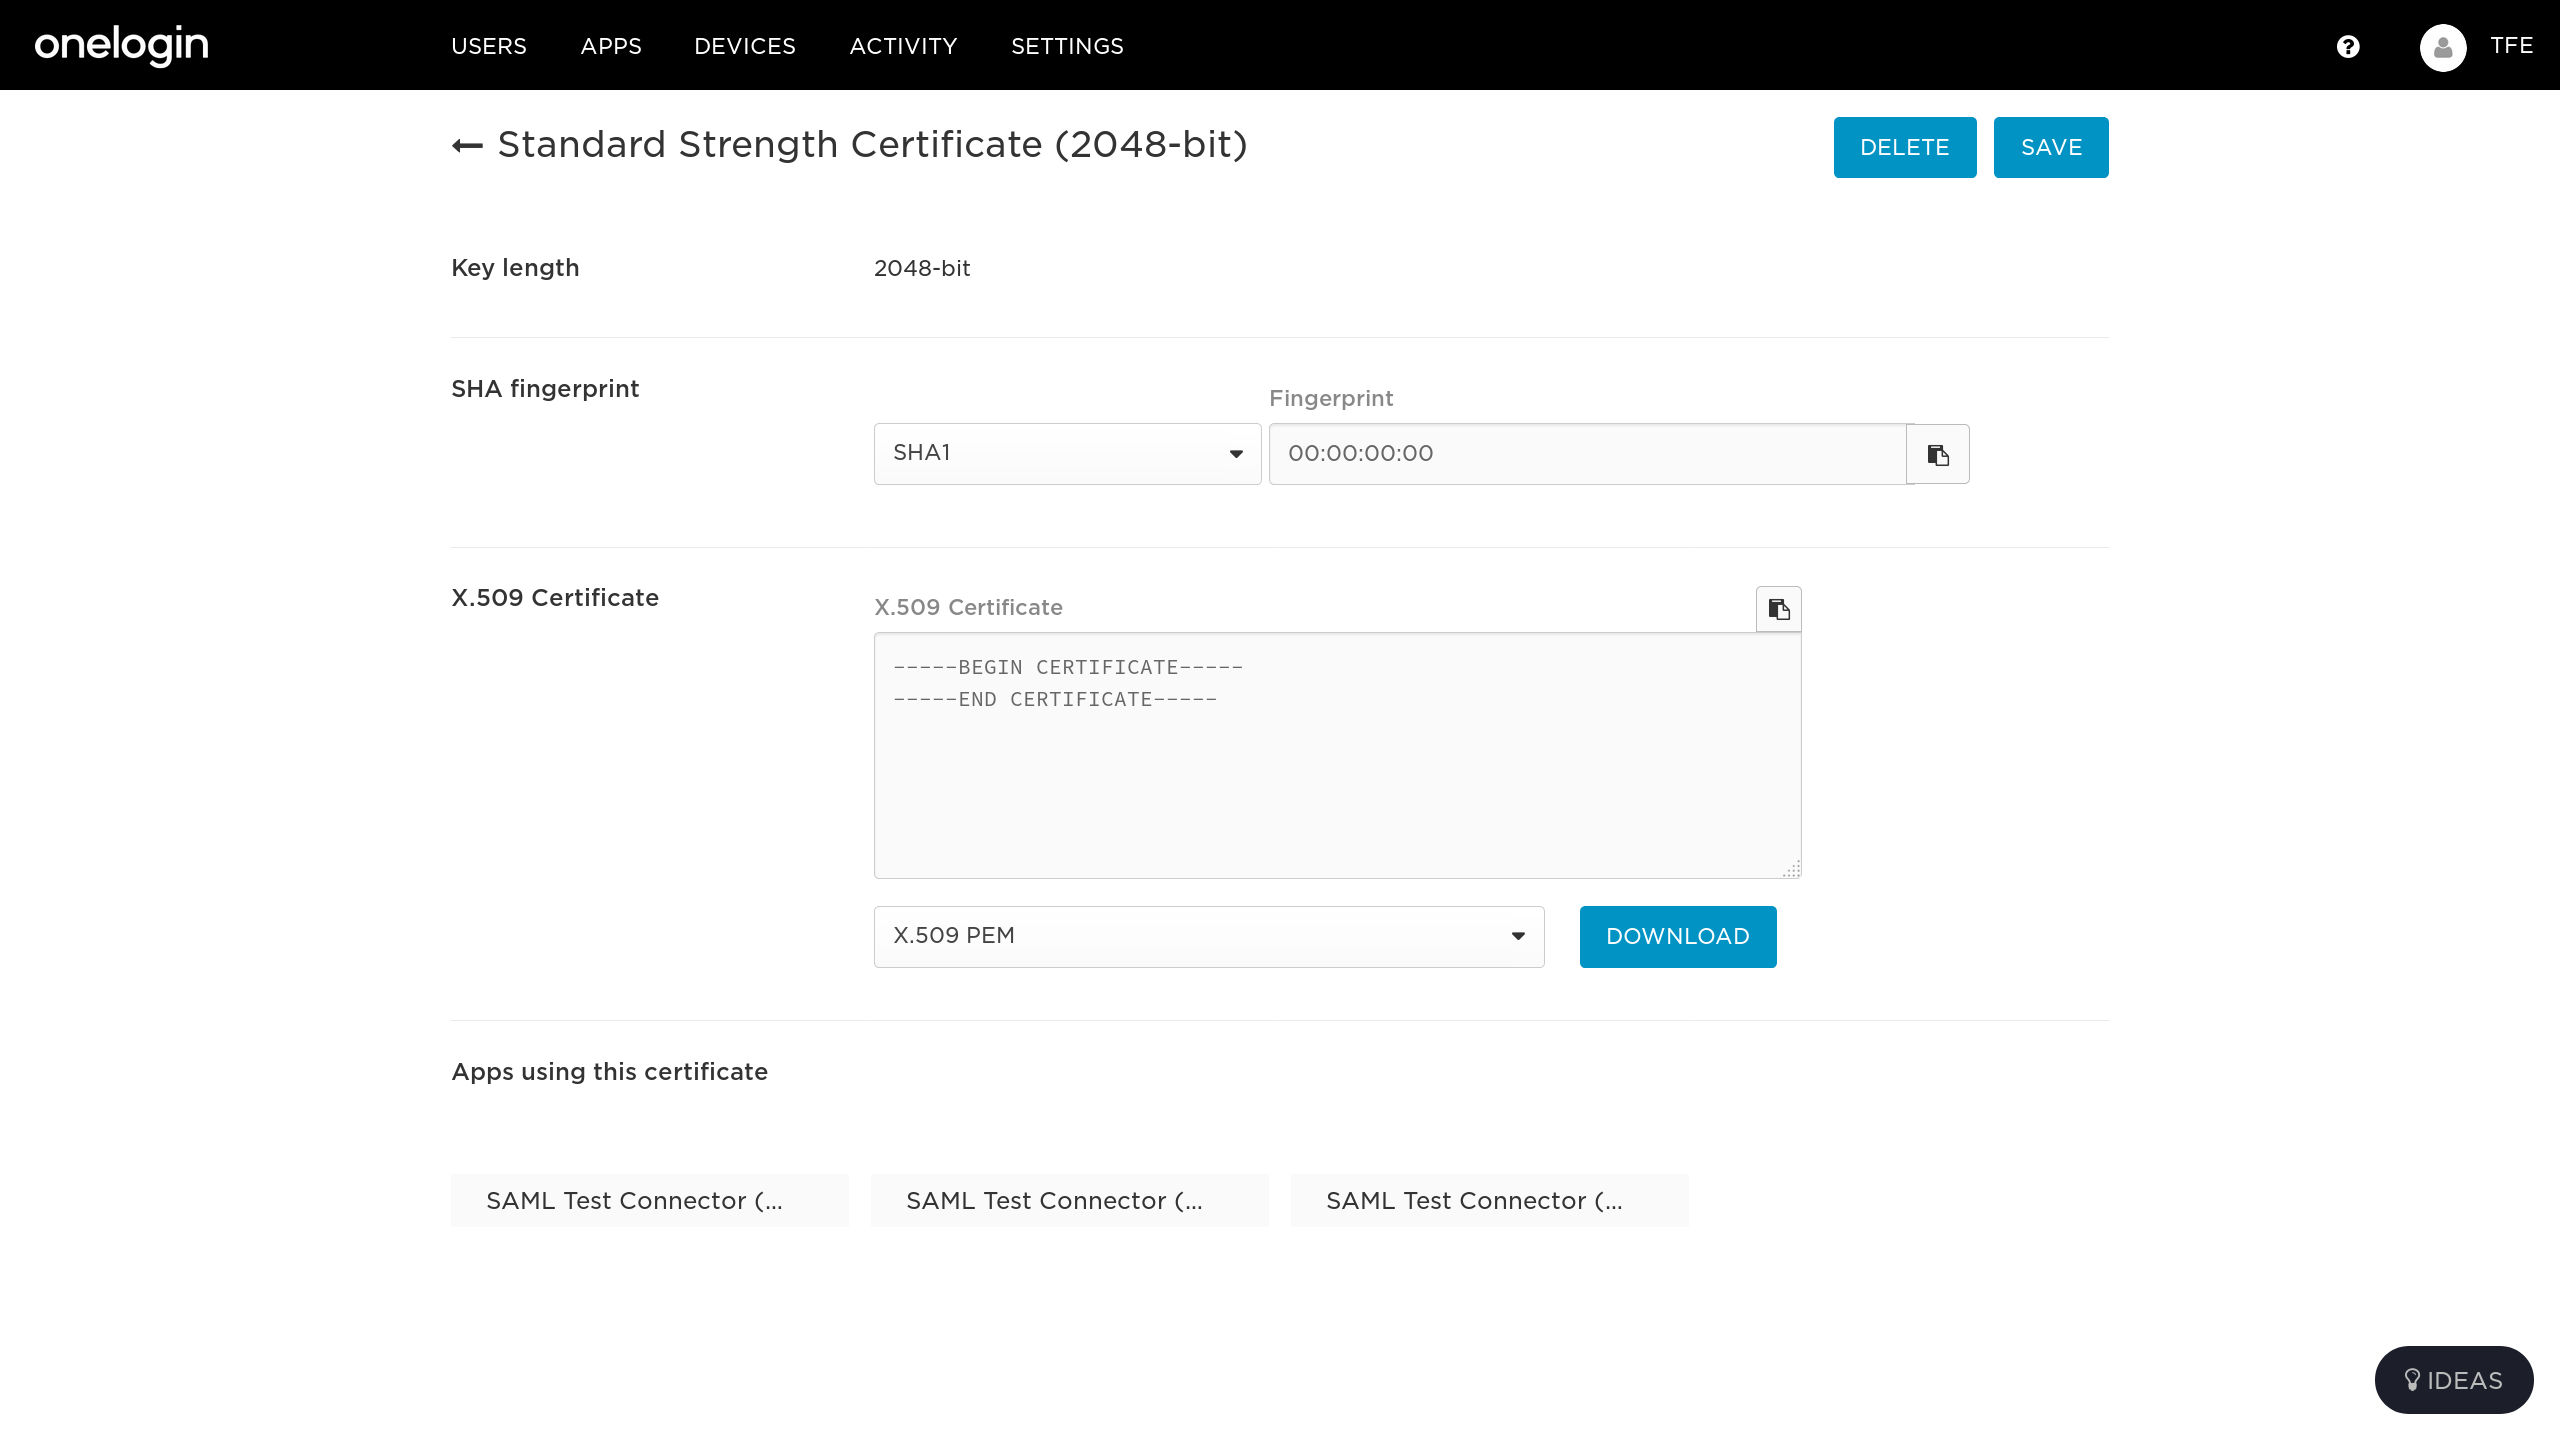 onelogin
USERS APPS DEVICES ACTIVITY SETTINGS
TFE
Standard Strength Certificate (2048-bit)
DELETE SAVE
Key length 2048-bit
SHA fingerprint
Fingerprint
SHA1 00:00:00:00
X.509 Certificate
X.509 Certificate
-----BEGIN CERTIFICATE-----
-----END CERTIFICATE-----
X.509 PEM DOWNLOAD
Apps using this certificate
SAML Test Connector (... SAML Test Connector (... SAML Test Connector (...
IDEAS